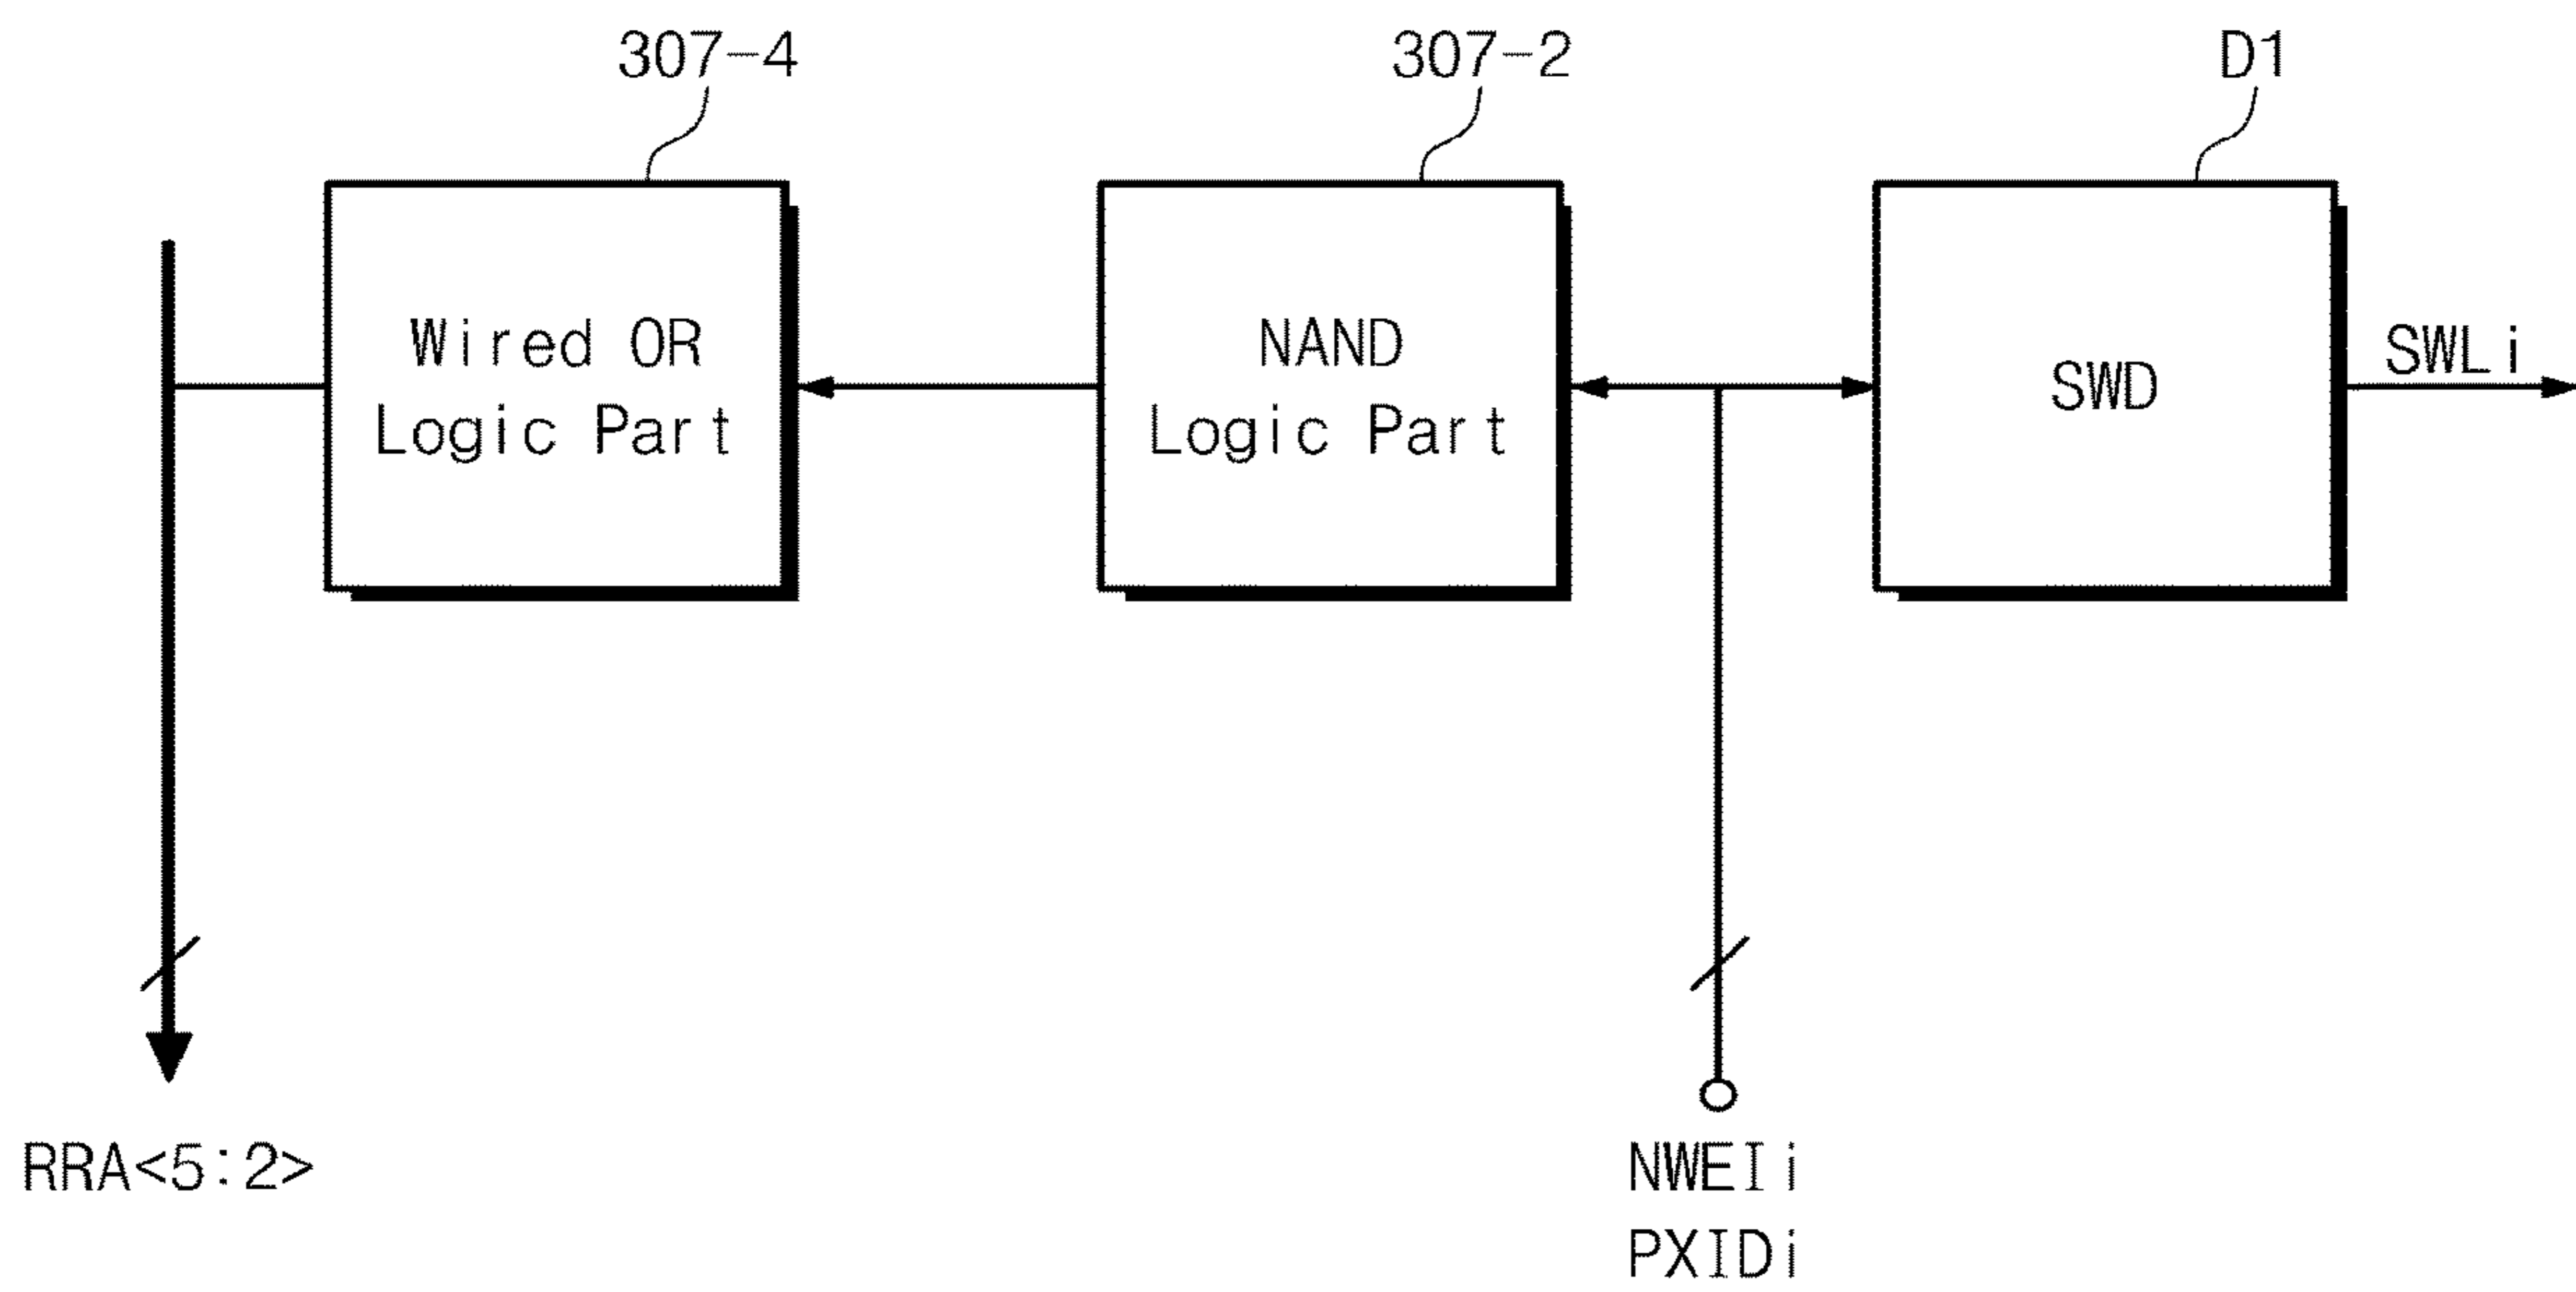 307-4
307-2
D1
Wired OR
Logic Part
NAND
Logic Part
SWD
SWLi
RRA<5:2>
NWEIi
PXIDi